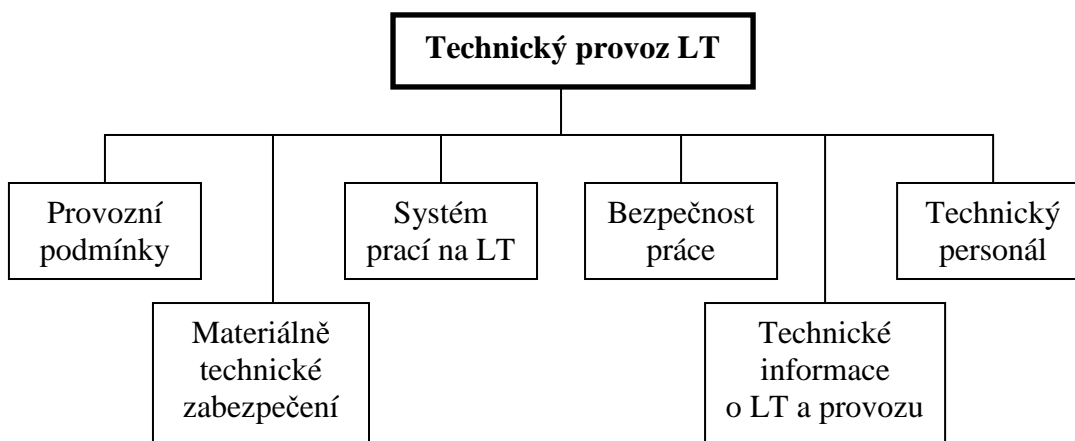 Technický provoz LT
Provozní
podmínky
Systém
prací na LT
Bezpečnost
práce
Technický
personál
Materiálně
technické
zabezpečení
Technické
informace
o LT a provozu